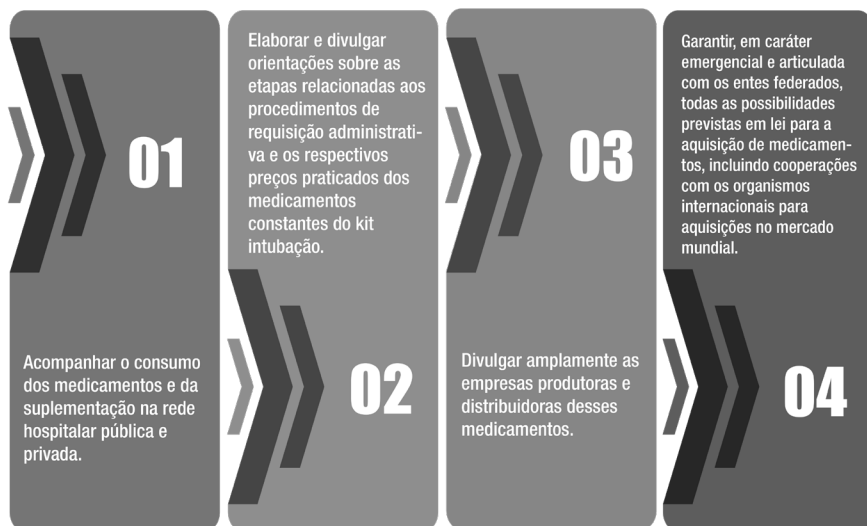 01
Acompanhar o consumo
dos medicamentos e da
suplementação na rede
hospitalar pública e
privada.
Elaborar e divulgar
orientações sobre as
etapas relacionadas aos
procedimentos de
requisição administrati-
va e os respectivos
preços praticados dos
medicamentos
constantes do kit
intubação.
02
03
Divulgar amplamente as
empresas produtoras e
distribuidoras desses
medicamentos.
Garantir, em caráter
emergencial e articulada
com os entes federados,
todas as possibilidades
previstas em lei para a
aquisição de medicamen-
tos, incluindo cooperações
com os organismos
internacionais para
aquisições no mercado
mundial.
04